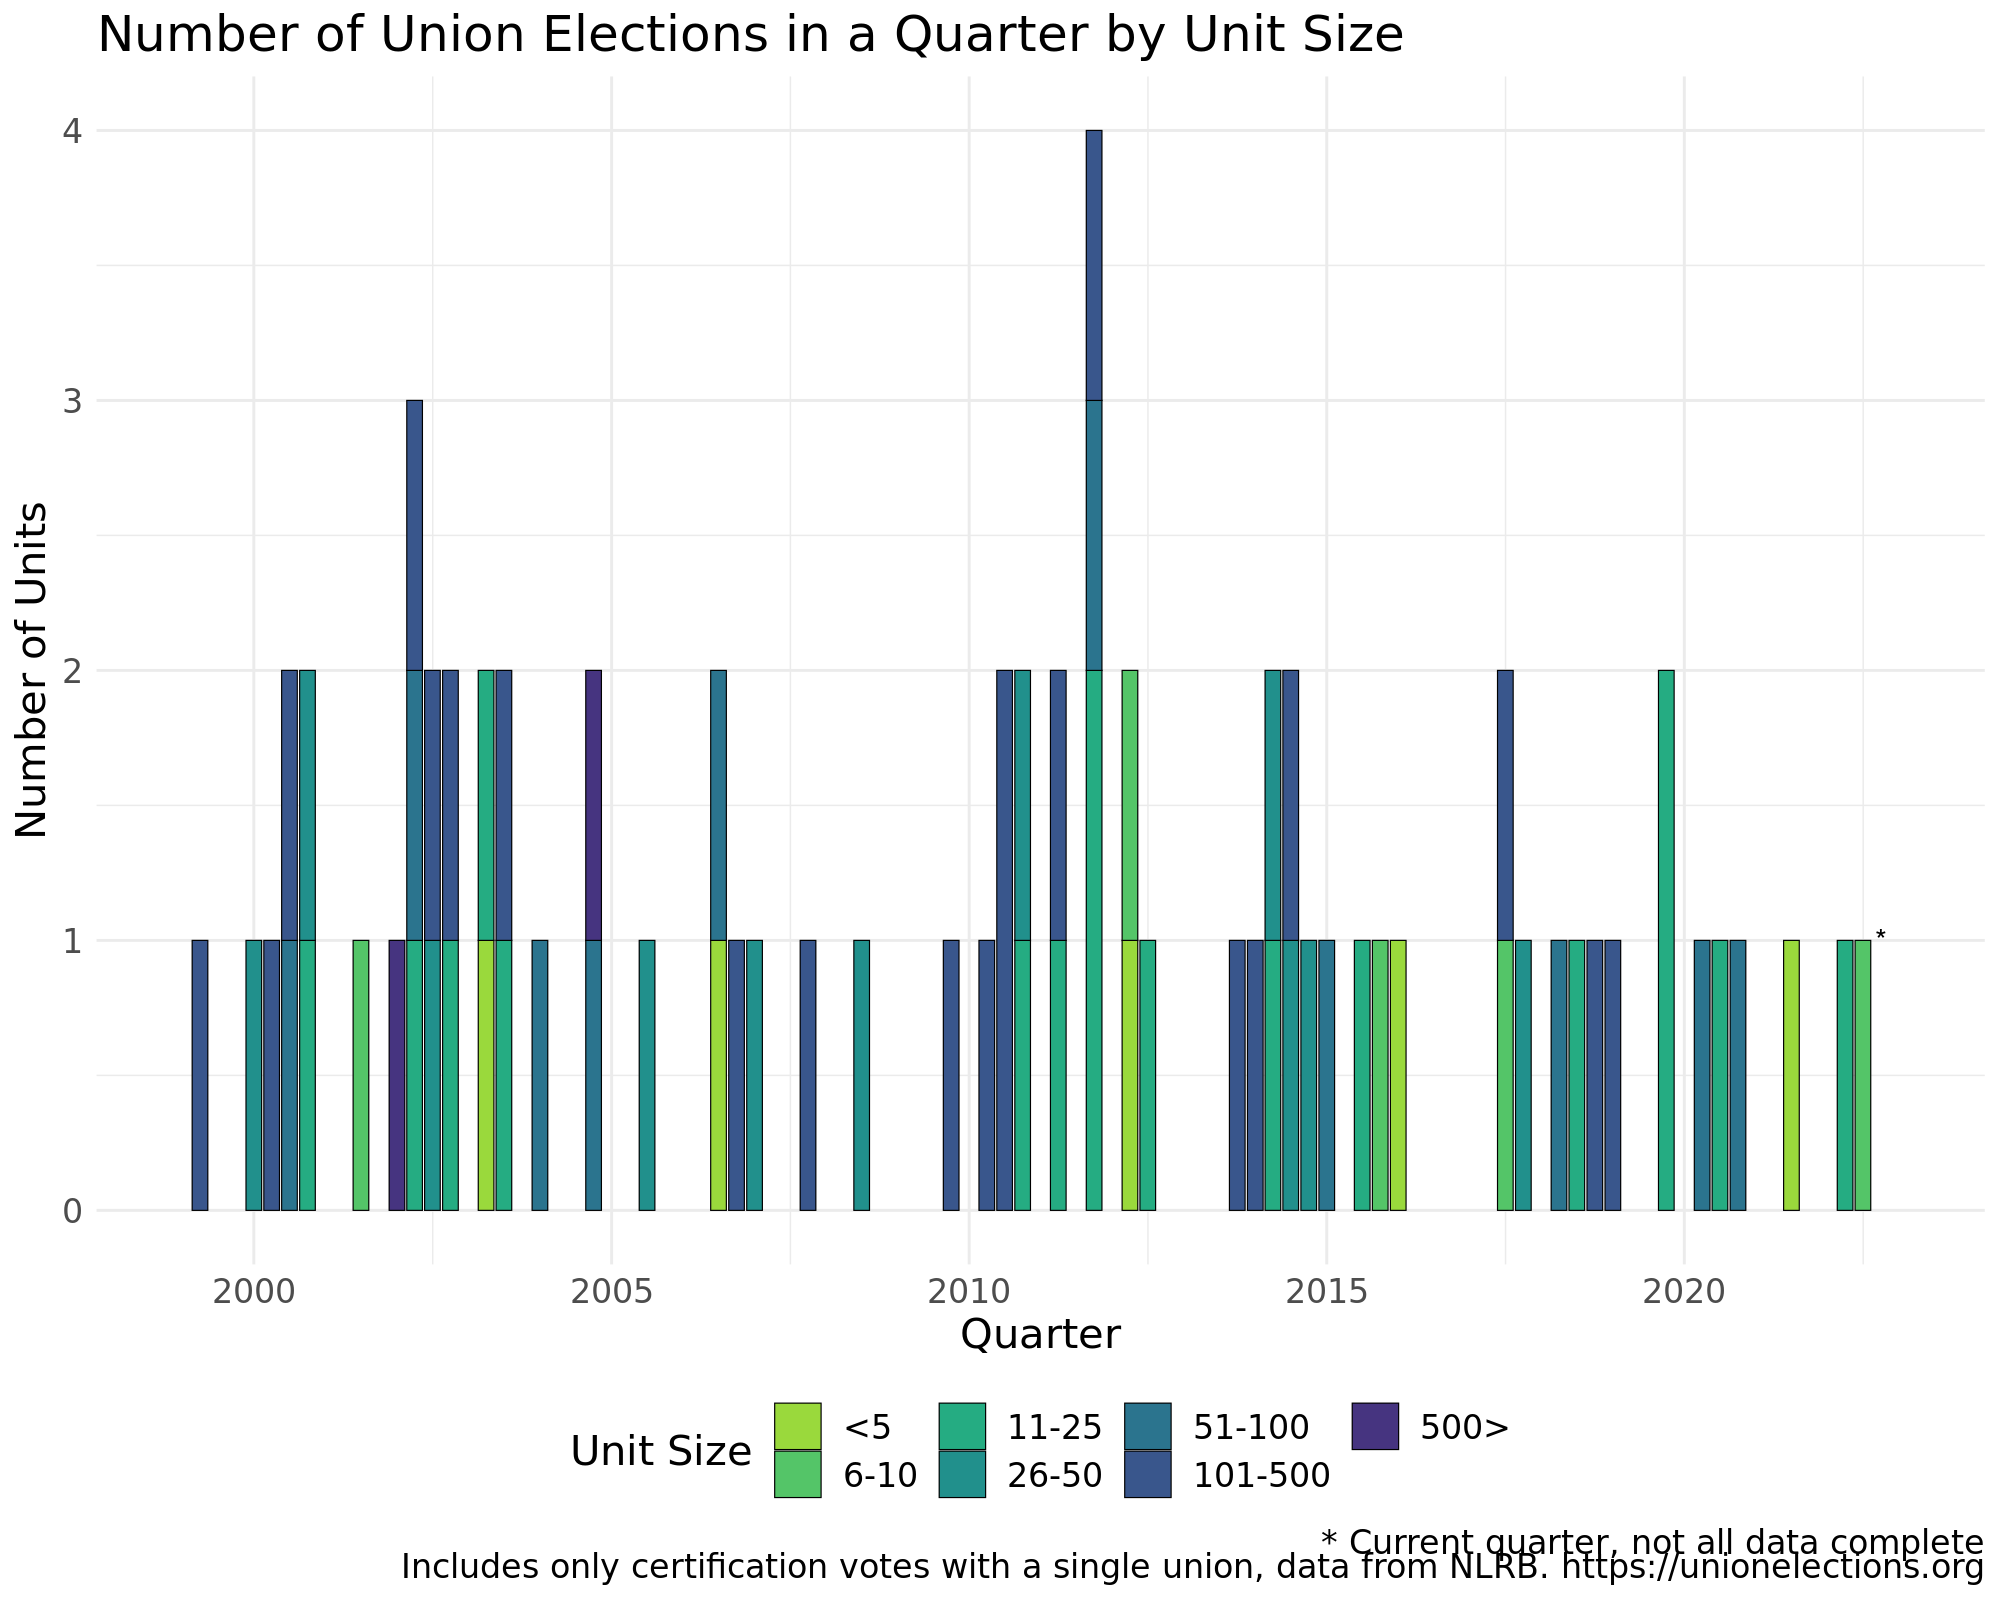 Number of Union Elections in a Quarter by Unit Size
Number of Units
4
3
2
1
0
*
2000 2005 2010 2015 2020
Quarter
Unit Size
<5 11-25 51-100 500>
6-10 26-50 101-500
* Current quarter, not all data complete
Includes only certification votes with a single union, data from NLRB. https://unionelections.org